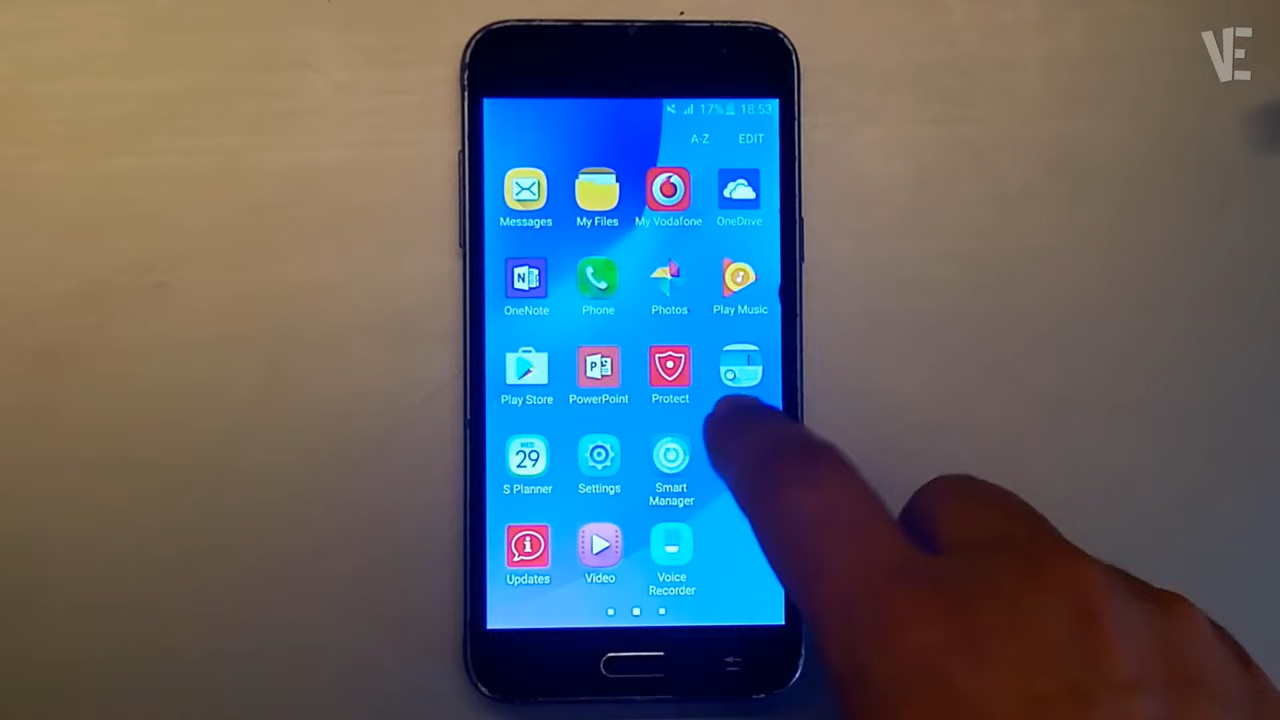 VE
17% 18:53
A-Z EDIT
Messages My Files My Vodafone OneDrive
N
OneNote Phone Photos Play Music
P
Play Store PowerPoint Protect
WED
29
S Planner Settings Smart
Manager
i
Updates Video Voice
Recorder